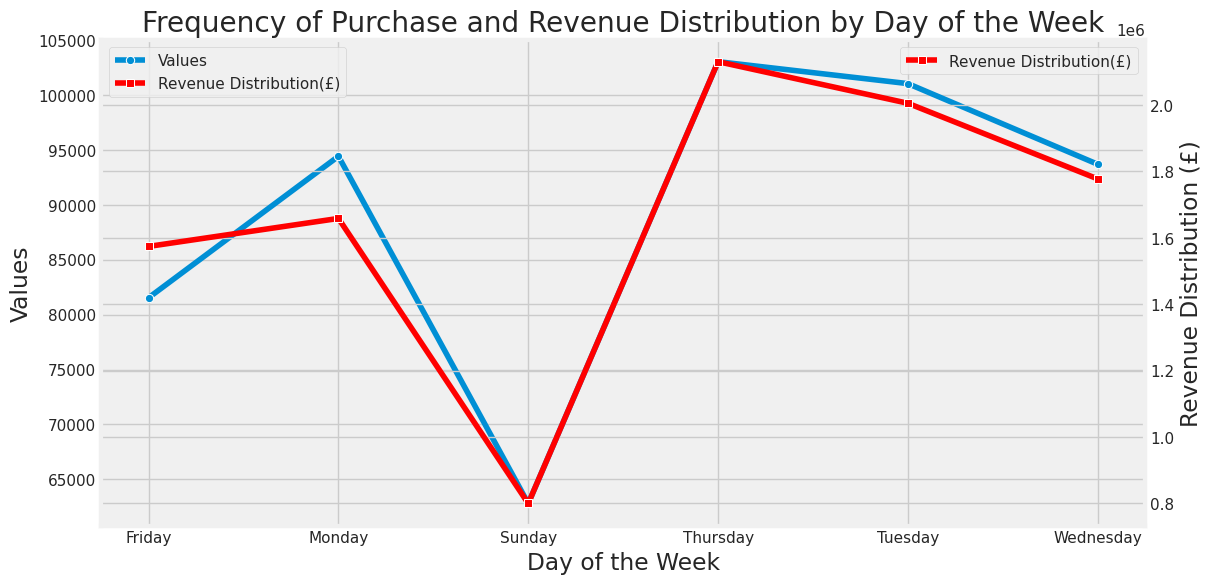 Frequency of Purchase and Revenue Distribution by Day of the Week
1e6
Values
Revenue Distribution(£)
Revenue Distribution(£)
105000
100000
95000
90000
85000
80000
75000
70000
65000
Values
2.0
1.8
1.6
1.4
1.2
1.0
0.8
Revenue Distribution (£)
Friday Monday Sunday Thursday Tuesday Wednesday
Day of the Week